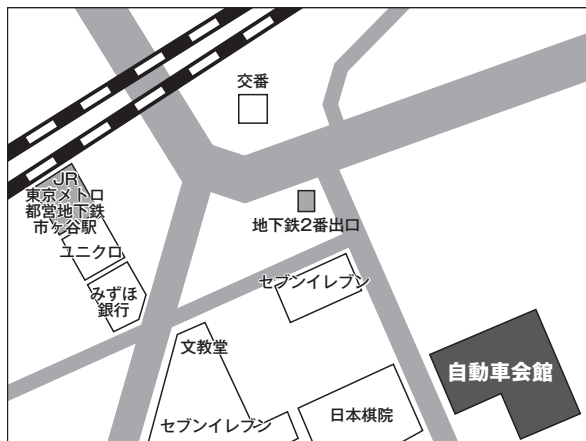 交番
JR
東京メトロ
都営地下鉄
市ヶ谷駅
ユニクロ
みずほ
銀行
地下鉄2番出口
セブンイレブン
文教堂
セブンイレブン
日本棋院
自動車会館